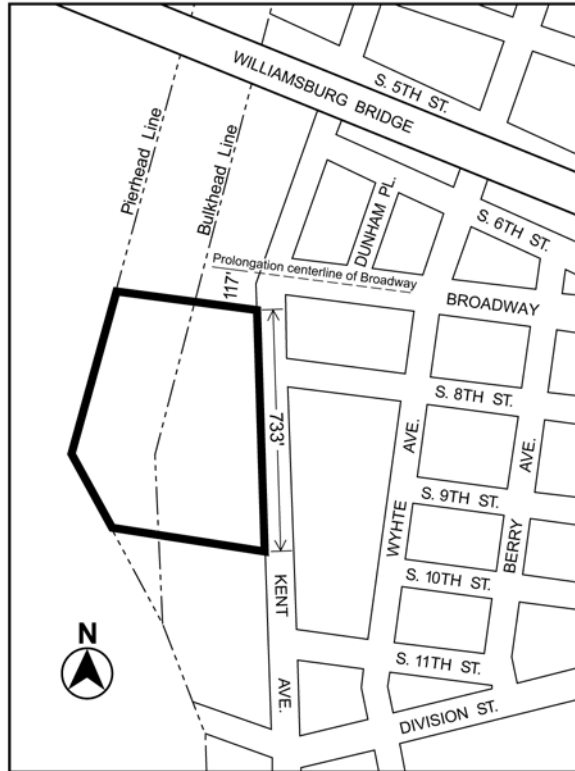 S. 5TH ST.
WILLIAMSBURG BRIDGE
Pierhead Line
Bulkhead Line
DUNHAM PL.
S. 6TH ST.
Prolongation centerline of Broadway
117'
BROADWAY
S. 8TH ST.
733'
AVE.
AVE.
S. 9TH ST.
WYHTE
BERRY
S. 10TH ST.
KENT
N
S. 11TH ST.
AVE.
DIVISION ST.